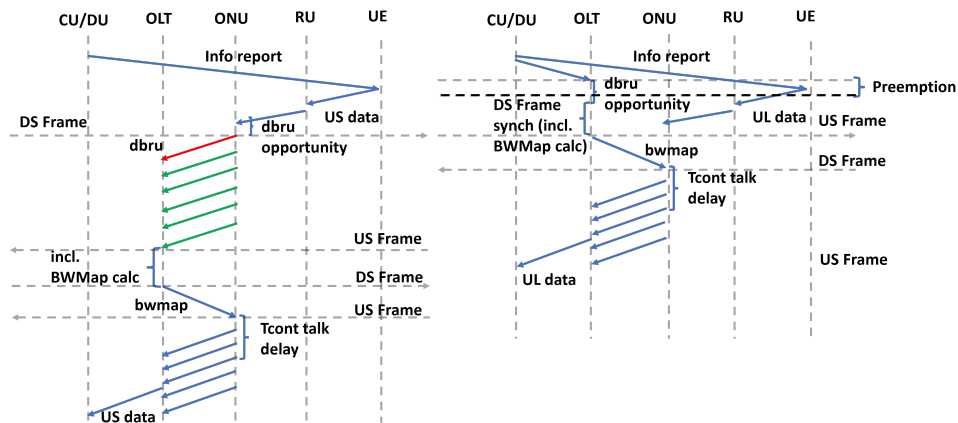 CU/DU OLT ONU RU UE
Info report
US data
DS Frame
dbru
dbru
opportunity
US Frame
incl.
BWMap calc
DS Frame
bwmap
US Frame
Tcont talk
delay
US data
CU/DU OLT ONU RU UE
Info report
Preemption
dbru
opportunity
DS Frame
synch (incl.
BWMap calc)
UL data
US Frame
bwmap
DS Frame
Tcont talk
delay
US Frame
UL data